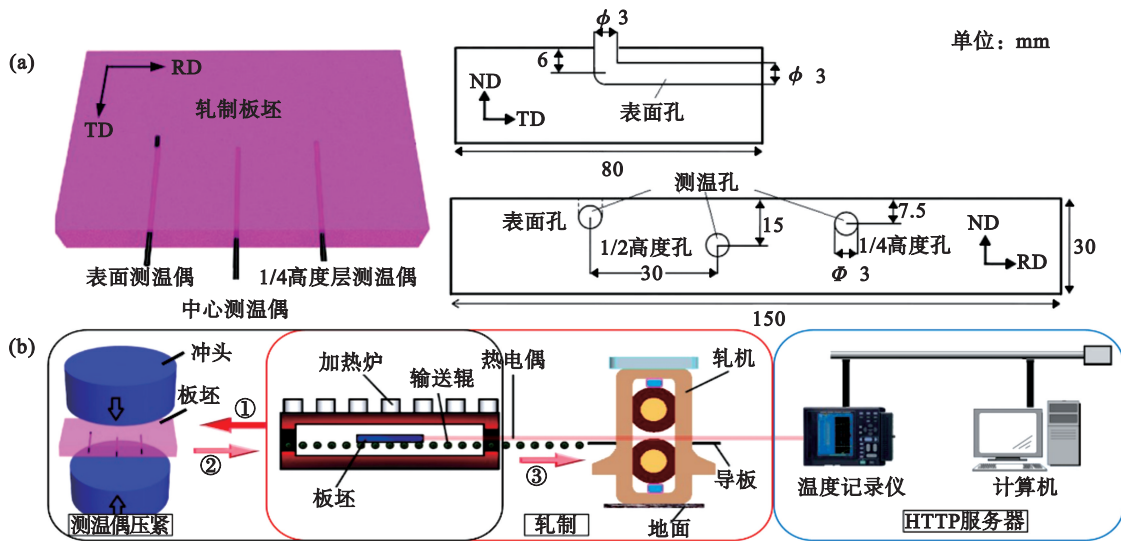 (a)
RD
TD
轧制板坯
表面测温偶
1/4高度层测温偶
中心测温偶
单位：mm
ϕ 3
6
ϕ 3
ND
TD
表面孔
80
测温孔
表面孔
1/2高度孔
15
7.5
1/4高度孔
ND
RD
30
30
Φ 3
150
(b)
冲头
板坯
①
②
测温偶压紧
加热炉
输送辊
热电偶
板坯
③
轧制
轧机
导板
地面
温度记录仪
计算机
HTTP服务器